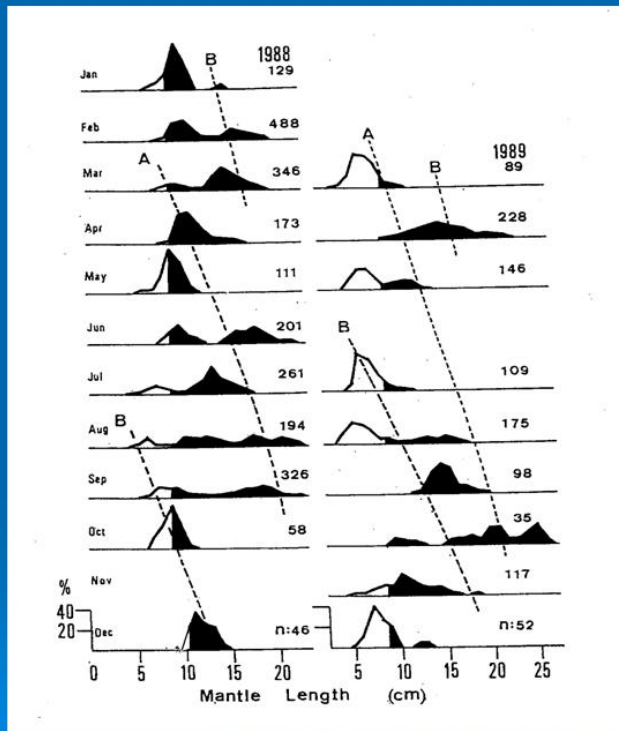 B 1988
Jan 129
Feb 488
A A 1989
Mar 346 B 89
Apr 173 228
May 111 146
Jun 201
B
Jul 261 109
B Aug 194 175
Sep 326 98
Oct 58 35
Nov 117
%
40
20 Dec n:46 n:52
0 5 10 15 20 5 10 15 20 25
Mantle Length (cm)